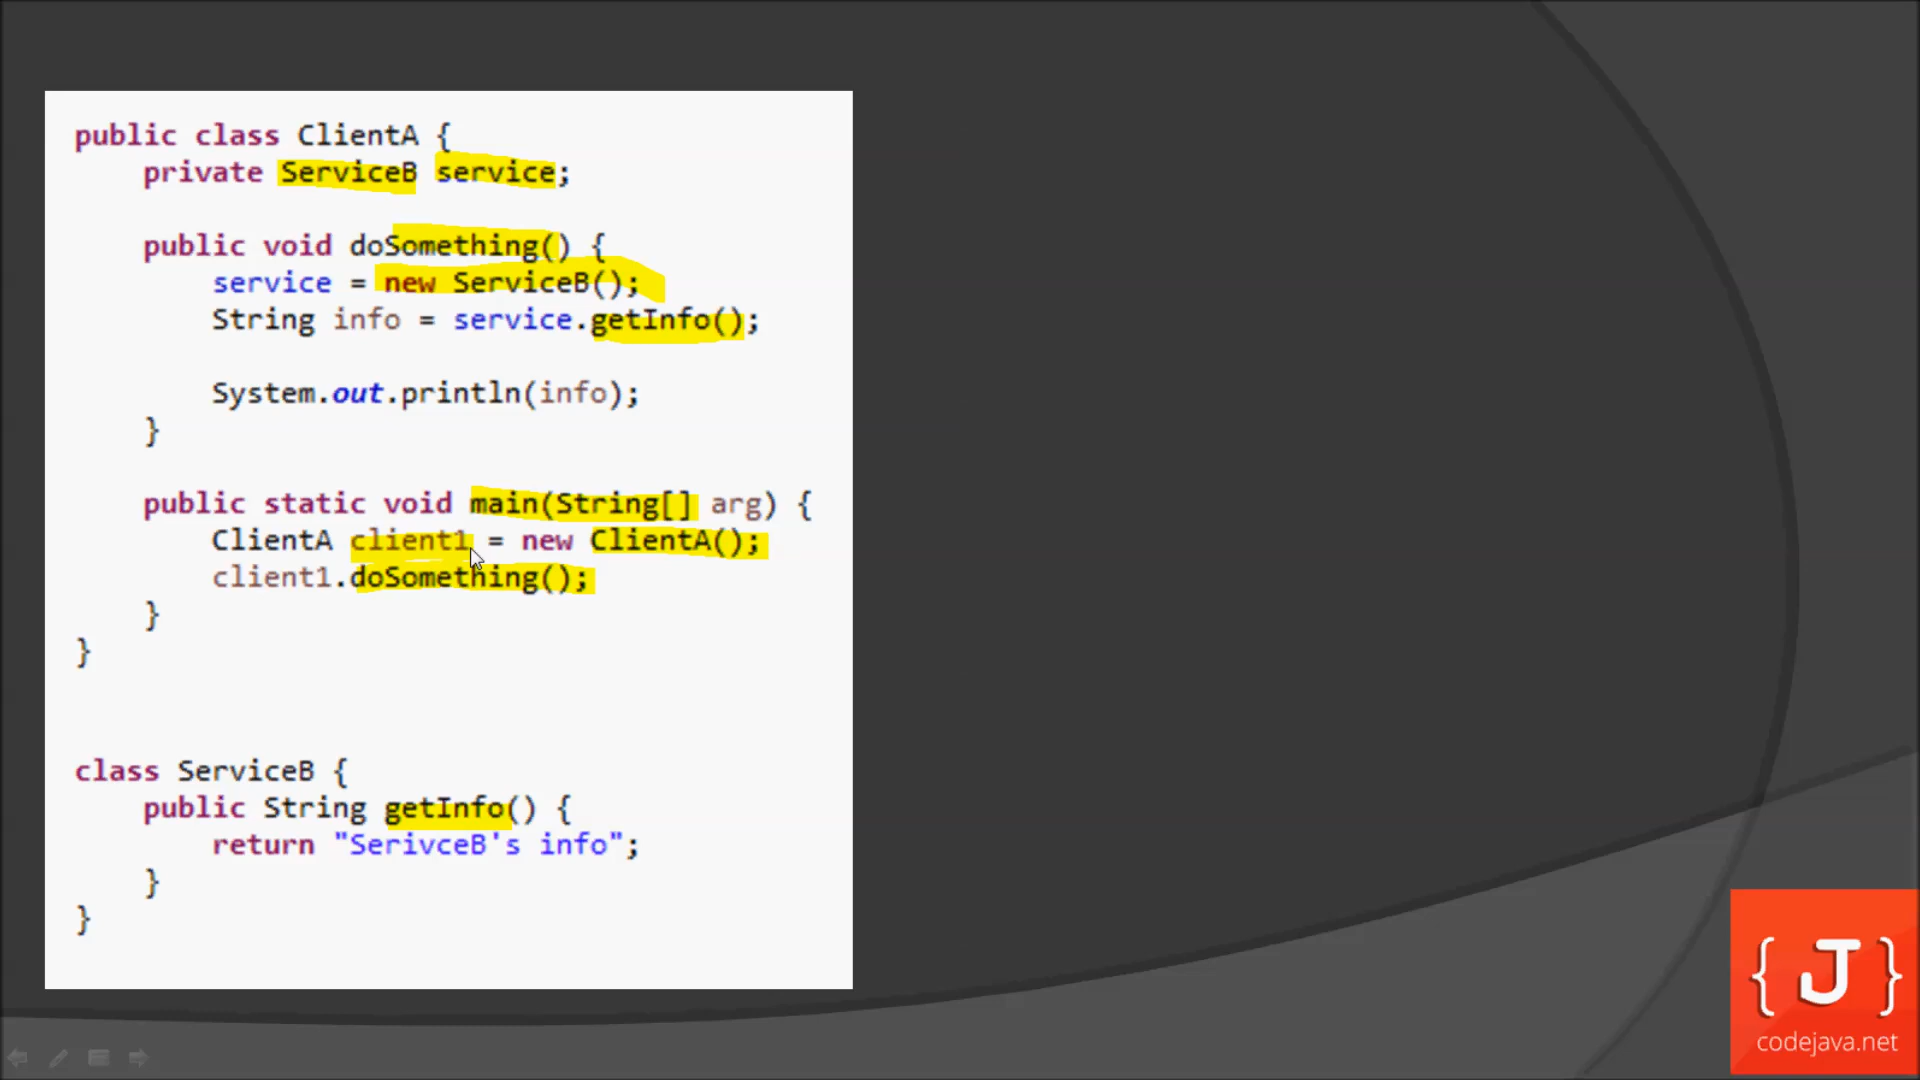 public class ClientA {
private ServiceB service;
public void doSomething() {
service = new ServiceB();
String info = service.getInfo();
System.out.println(info);
}
public static void main(String[] arg) {
ClientA client1 = new ClientA();
client1.doSomething();
}
}
class ServiceB {
public String getInfo() {
return "SerivceB's info";
}
}
{ J }
codejava.net